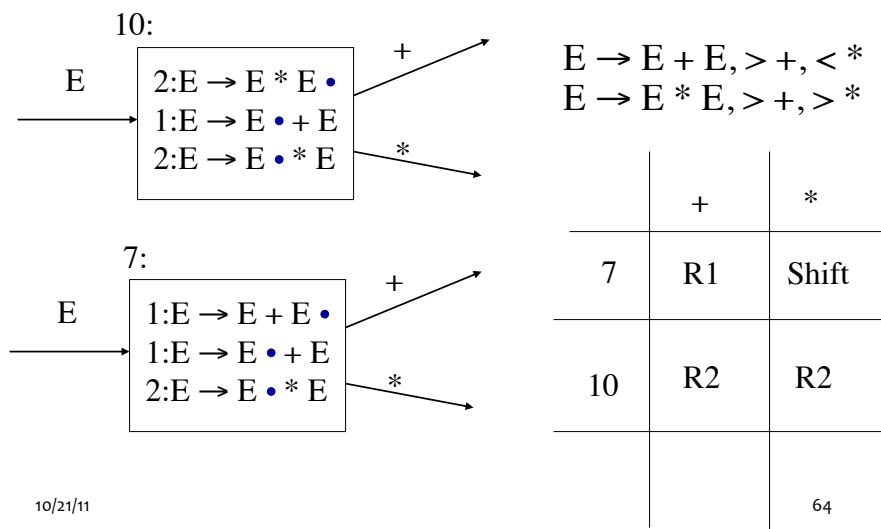 10:
E
2:E → E * E •
1:E → E • + E
2:E → E • * E
+
*
E → E + E, > +, < *
E → E * E, > +, > *
7:
E
1:E → E + E •
1:E → E • + E
2:E → E • * E
+
*
+ *
7 R1 Shift
10 R2 R2
10/21/11
64